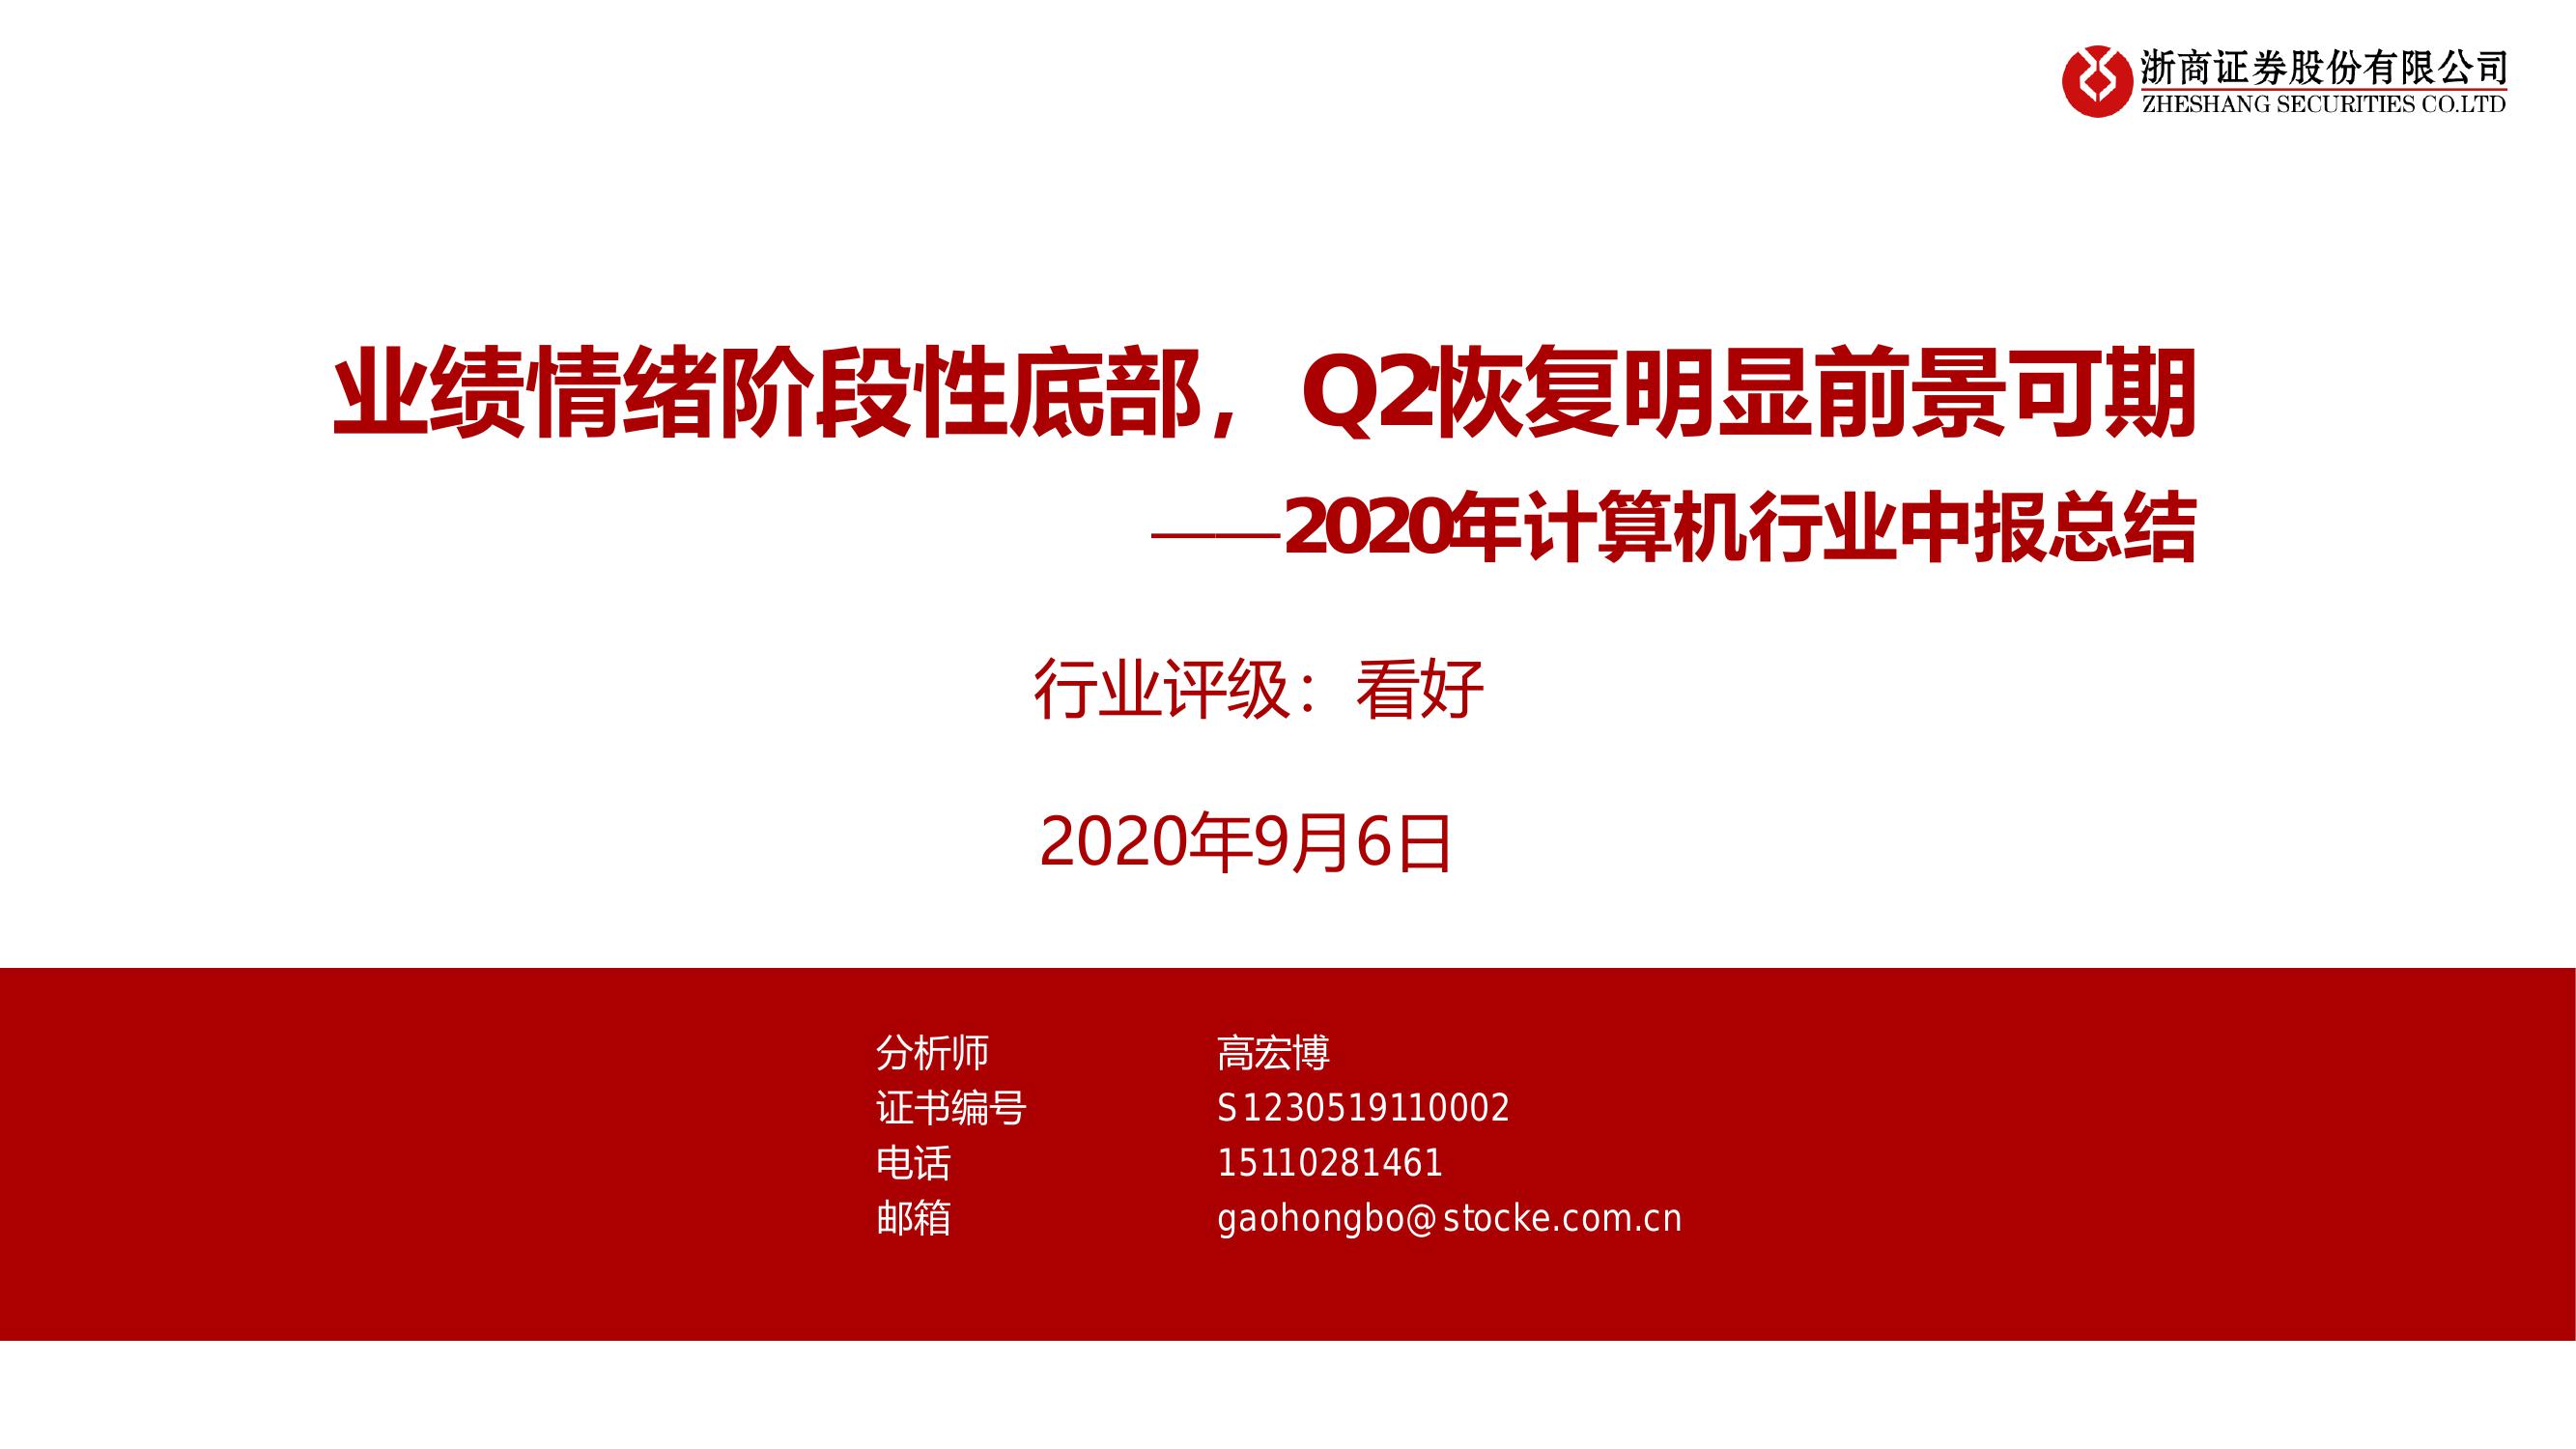 浙商证券股份有限公司
ZHESHANG SECURITIES CO.LTD
业绩情绪阶段性底部，Q2恢复明显前景可期
——2020年计算机行业中报总结
行业评级：看好
2020年9月6日
分析师 高宏博
证书编号 S1230519110002
电话 15110281461
邮箱 gaohongbo@stocke.com.cn